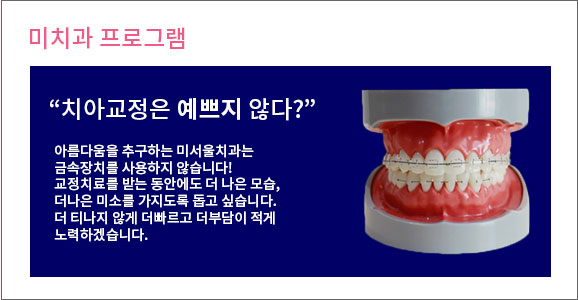 미치과 프로그램
“치아교정은 예쁘지 않다?”
아름다움을 추구하는 미서울치과는
금속장치를 사용하지 않습니다!
교정치료를 받는 동안에도 더 나은 모습,
더나은 미소를 가지도록 돕고 싶습니다.
더 티나지 않게 더빠르고 더부담이 적게
노력하겠습니다.